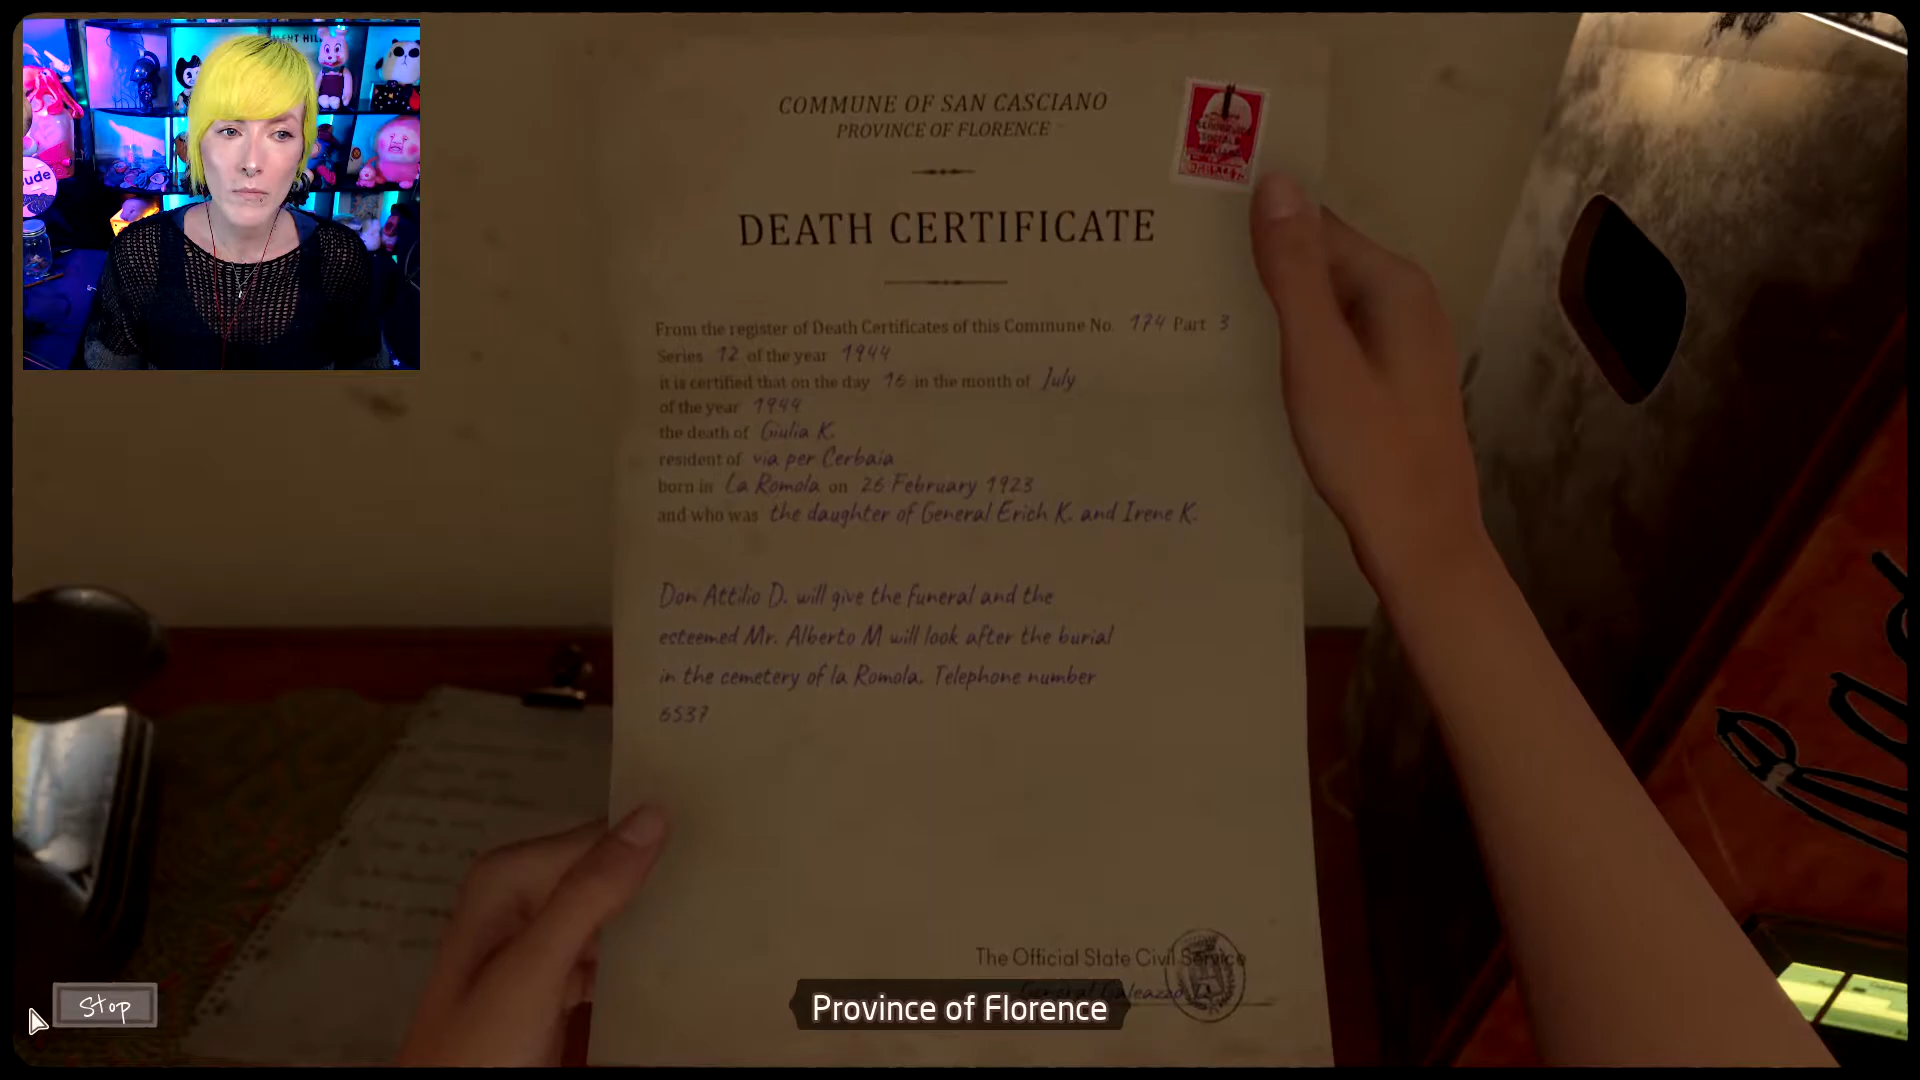 COMMUNE OF SAN CASCIANO
PROVINCE OF FLORENCE
DEATH CERTIFICATE
From the register of Death Certificates of this Commune No. 174 Part 3
Series 12 of the year 1944
it is certified that on the day 16 in the month of July
of the year 1944
the death of Giulia K.
resident of via per Cerbaia
born in La Romola on 26 February 1923
and who was the daughter of General Erich K. and Irene K.
Don Attilio D. will give the funeral and the
esteemed Mr. Alberto M will look after the burial
in the cemetery of la Romola. Telephone number
6537
The Official State Civil Service
General Galeazzo
Province of Florence
Stop